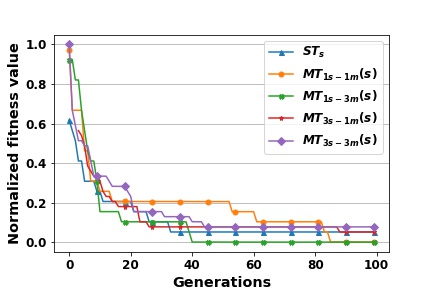 Normalized fitness value
1.0
0.8
0.6
0.4
0.2
0.0
0 20 40 60 80 100
Generations
STₛ
MT₁ₛ₋₁ₘ(s)
MT₁ₛ₋₃ₘ(s)
MT₃ₛ₋₁ₘ(s)
MT₃ₛ₋₃ₘ(s)